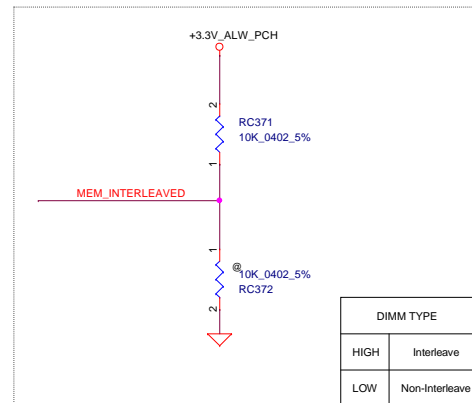 +3.3V_ALW_PCH
2
RC371
10K_0402_5%
1
MEM_INTERLEAVED
1
@
10K_0402_5%
RC372
2
DIMM TYPE
HIGH Interleave
LOW Non-Interleave